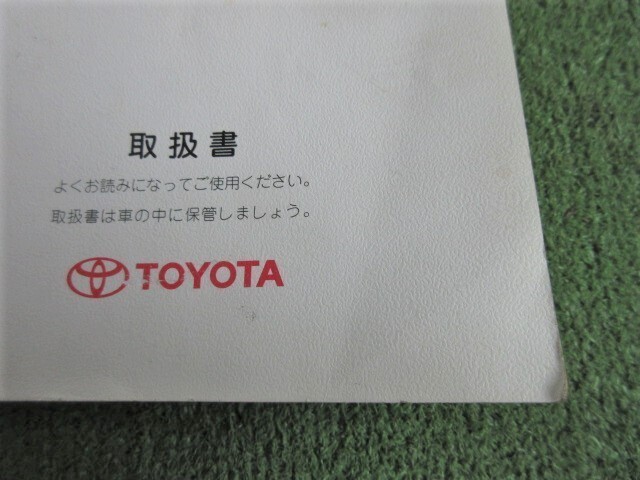 取扱書
よくお読みになってご使用ください。
取扱書は車の中に保管しましょう。
TOYOTA